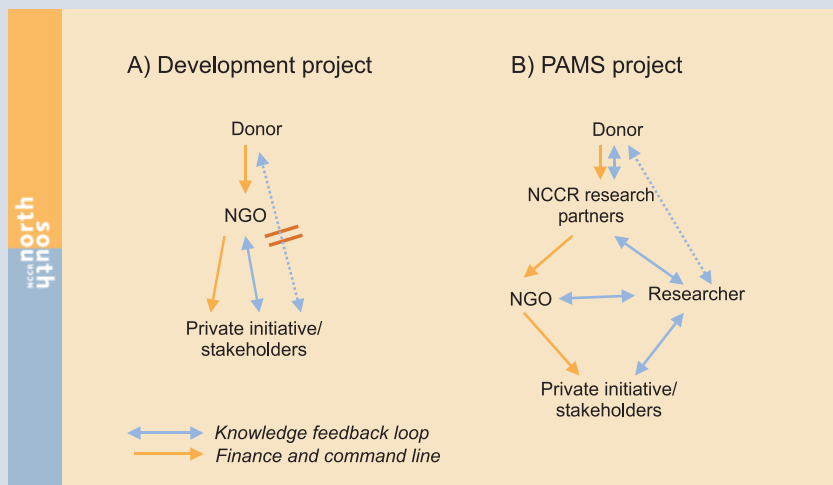 A) Development project
Donor
NGO
Private initiative/
stakeholders
B) PAMS project
Donor
NCCR research
partners
NGO
Researcher
Private initiative/
stakeholders
Knowledge feedback loop
Finance and command line
NCCR north
south